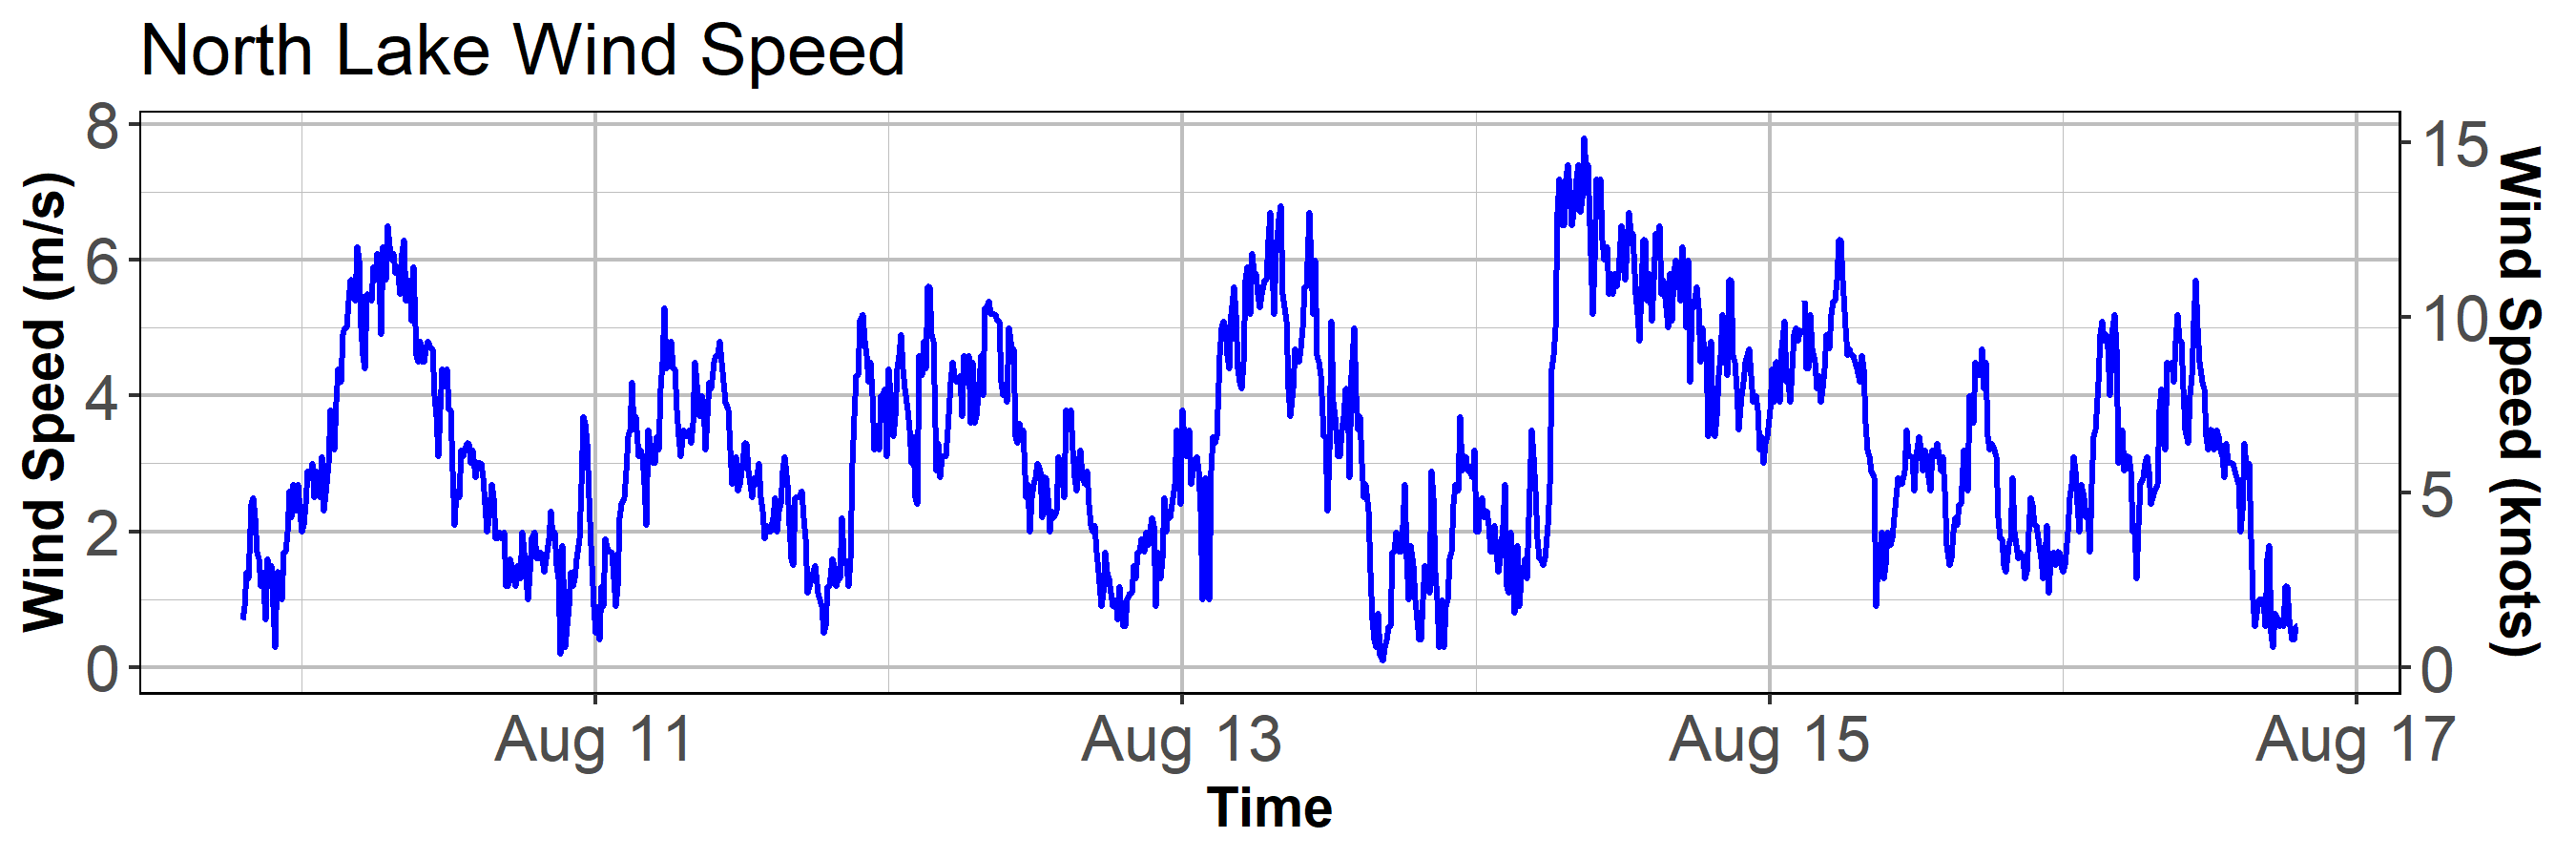 North Lake Wind Speed
Wind Speed (m/s)
8
6
4
2
0
15
10
5
0
Wind Speed (knots)
Aug 11 Aug 13 Aug 15 Aug 17
Time